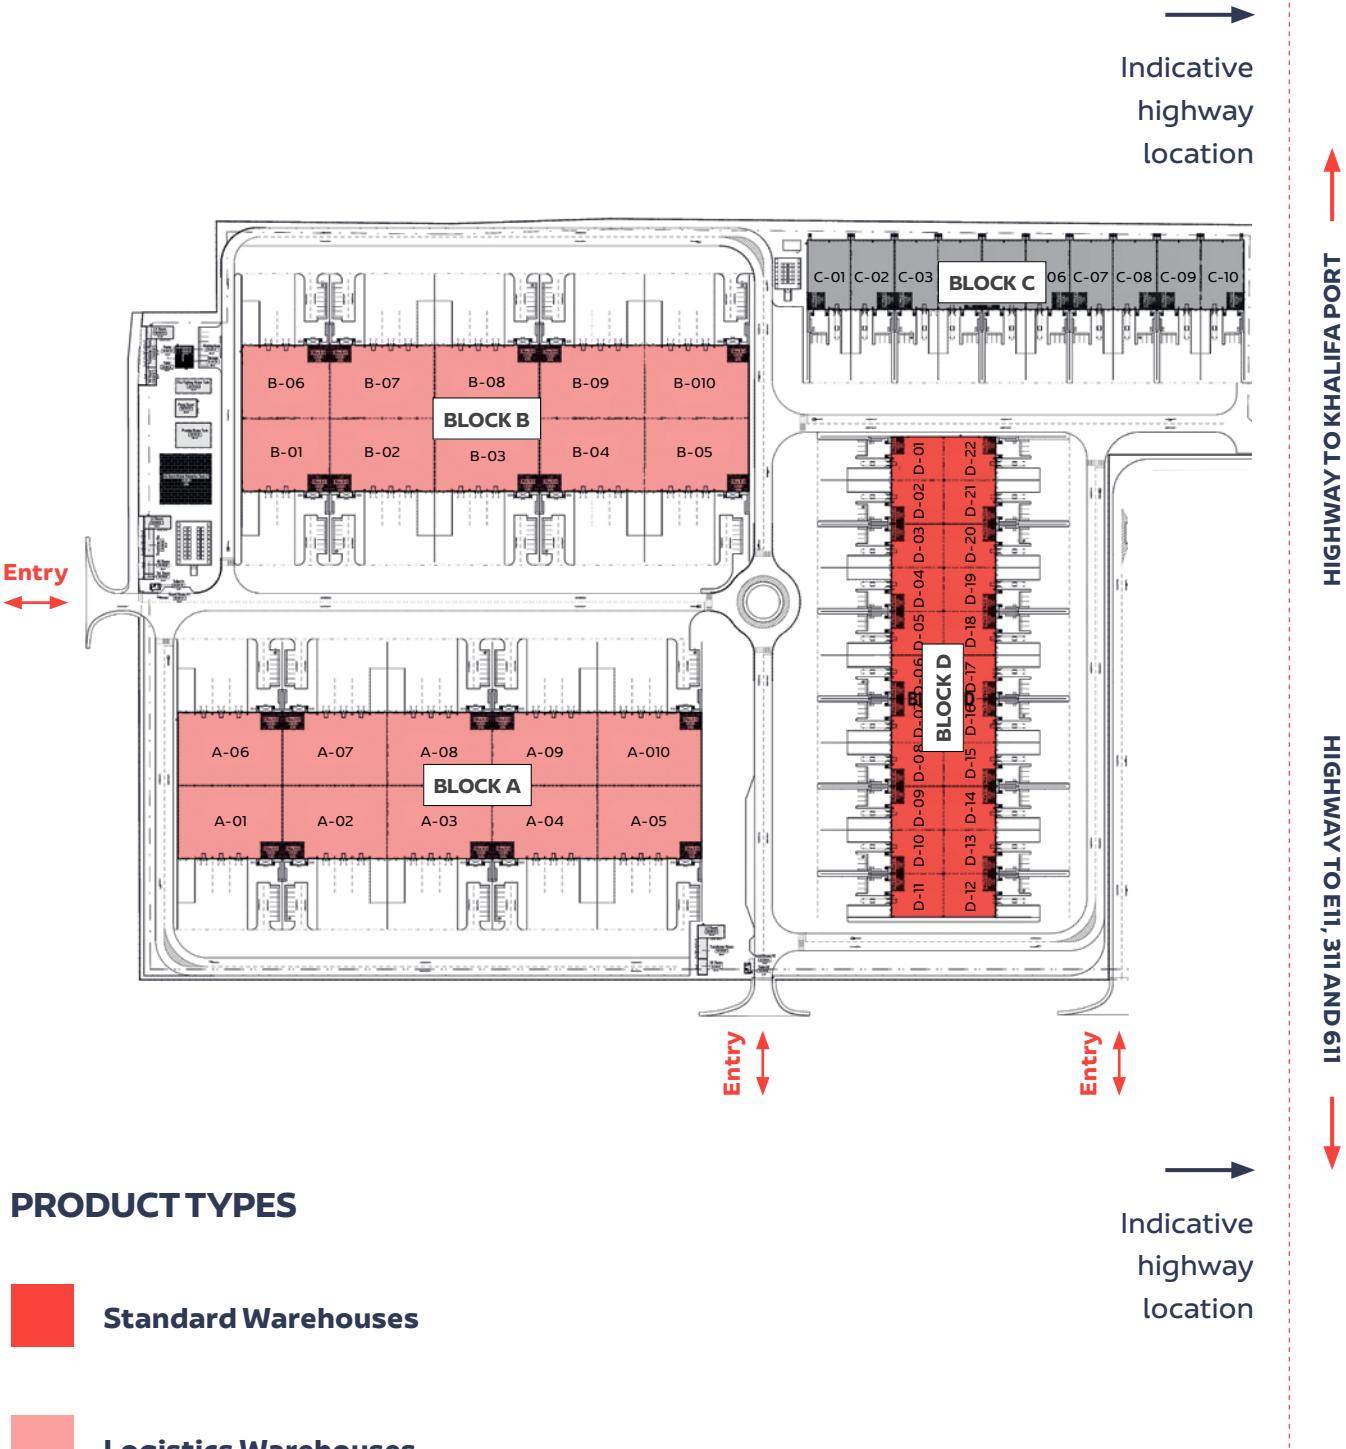 Indicative
highway
location
HIGHWAY TO KHALIFA PORT
C-01 C-02 C-03 BLOCK C 06 C-07 C-08 C-09 C-10
B-06 B-07 B-08 B-09 B-010
BLOCK B
B-01 B-02 B-03 B-04 B-05
D-01 D-22
D-02 D-21
D-03 D-20
D-04 D-19
D-05 D-18
D-06 D-17
BLOCK D
D-07 D-16
D-08 D-15
D-09 D-14
D-10 D-13
D-11 D-12
Entry
A-06 A-07 A-08 A-09 A-010
BLOCK A
A-01 A-02 A-03 A-04 A-05
HIGHWAY TO E11, 311 AND 611
Entry
Entry
PRODUCT TYPES
Indicative
highway
location
Standard Warehouses
Logistics Warehouses